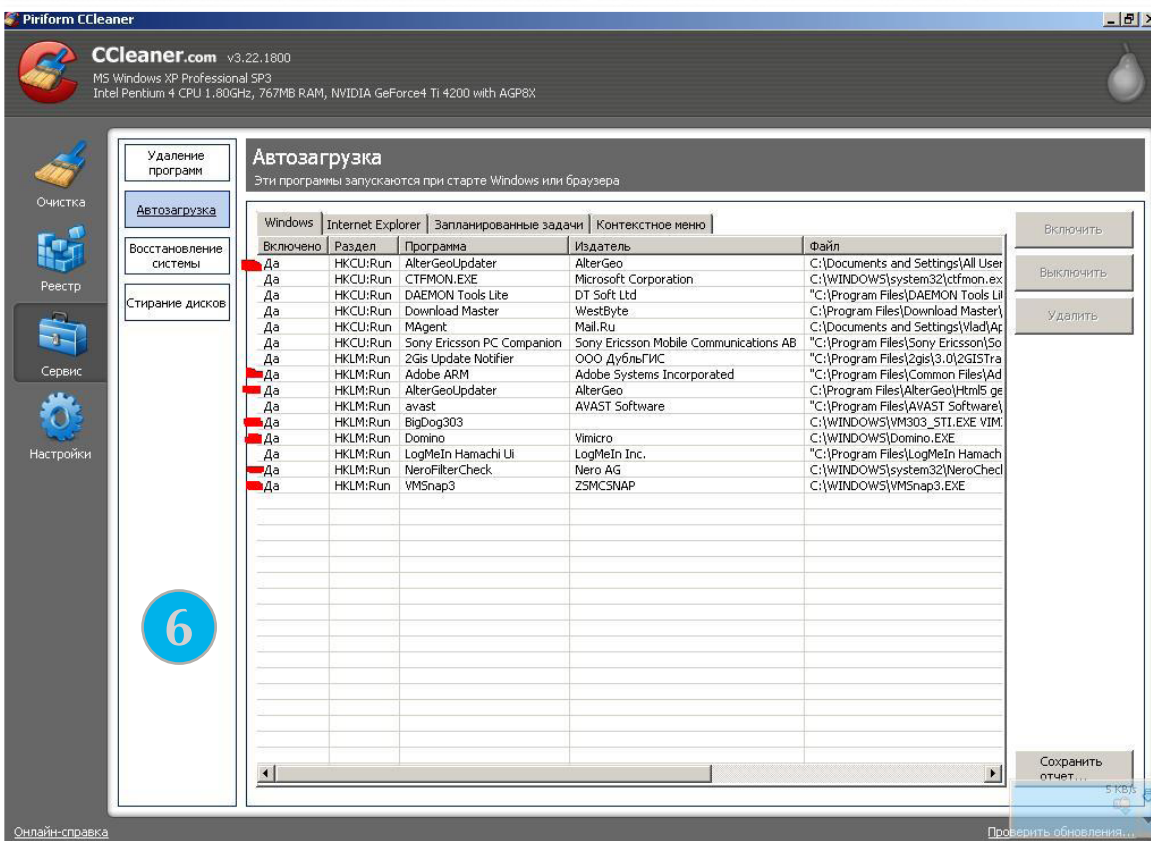 Piriform CCleaner
CCleaner.com v3.22.1800
MS Windows XP Professional SP3
Intel Pentium 4 CPU 1.80GHz, 767MB RAM, NVIDIA GeForce4 Ti 4200 with AGP8X
Очистка
Реестр
Сервис
Настройки
Удаление
программ
Автозагрузка
Восстановление
системы
Стирание дисков
6
Автозагрузка
Эти программы запускаются при старте Windows или браузера
Windows Internet Explorer Запланированные задачи Контекстное меню
Включено Раздел Программа Издатель Файл
Да HKCU:Run AlterGeoUpdater AlterGeo C:\Documents and Settings\All User
Да HKCU:Run CTFMON.EXE Microsoft Corporation C:\WINDOWS\system32\ctfmon.ex
Да HKCU:Run DAEMON Tools Lite DT Soft Ltd "C:\Program Files\DAEMON Tools Lit
Да HKCU:Run Download Master WestByte C:\Program Files\Download Master\
Да HKCU:Run MAgent Mail.Ru C:\Documents and Settings\Vlad\Ap
Да HKCU:Run Sony Ericsson PC Companion Sony Ericsson Mobile Communications AB "C:\Program Files\Sony Ericsson\So
Да HKLM:Run 2Gis Update Notifier ООО ДубльГИС "C:\Program Files\2gis\3.0\2GISTra
Да HKLM:Run Adobe ARM Adobe Systems Incorporated "C:\Program Files\Common Files\Ad
Да HKLM:Run AlterGeoUpdater AlterGeo C:\Program Files\AlterGeo\Html5 ge
Да HKLM:Run avast AVAST Software "C:\Program Files\AVAST Software\
Да HKLM:Run BigDog303 C:\WINDOWS\VM303_STI.EXE VIM
Да HKLM:Run Domino Vimicro C:\WINDOWS\Domino.EXE
Да HKLM:Run LogMeIn Hamachi Ui LogMeIn Inc. "C:\Program Files\LogMeIn Hamach
Да HKLM:Run NeroFilterCheck Nero AG C:\WINDOWS\system32\NeroChecl
Да HKLM:Run VMSnap3 ZSMCSNAP C:\WINDOWS\VMSnap3.EXE
Включить
Выключить
Удалить
Сохранить
отчет...
5 KB/s
Онлайн-справка
Проверить обновления...